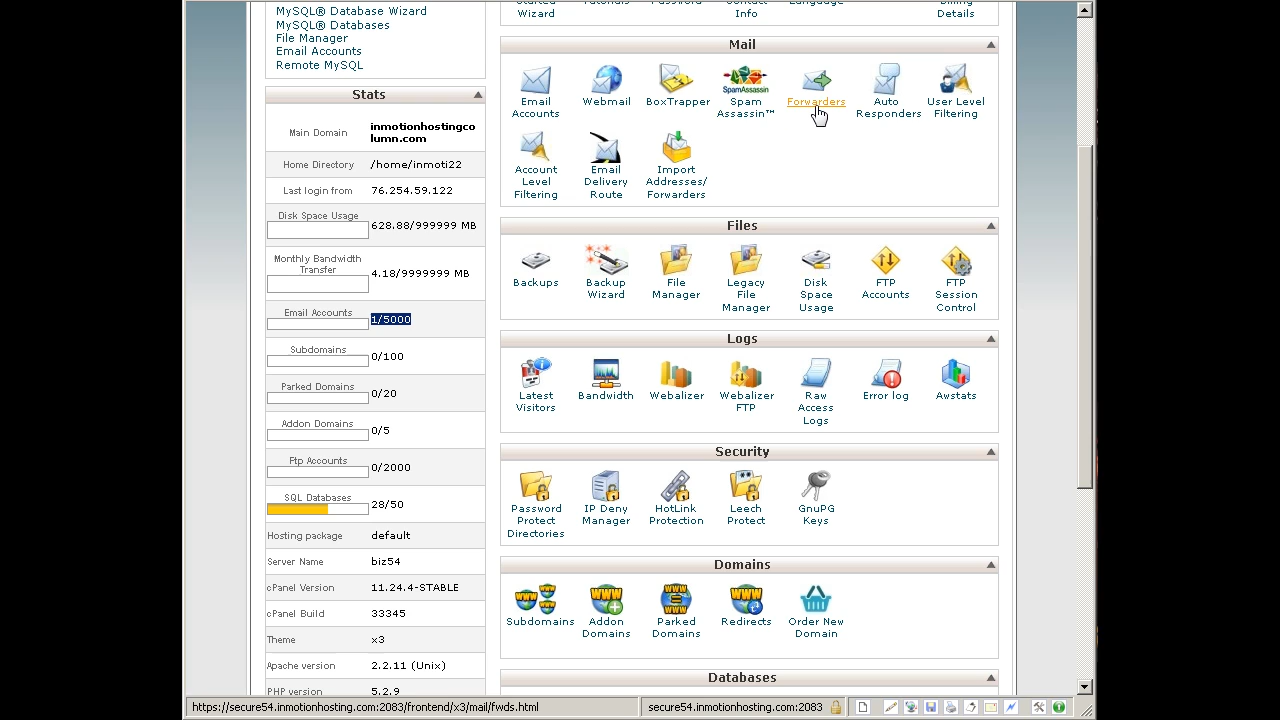 MySQL® Database Wizard
MySQL® Databases
File Manager
Email Accounts
Remote MySQL
Stats
Main Domain
inmotionhostingco
lumn.com
Home Directory
/home/inmoti22
Last login from
76.254.59.122
Disk Space Usage
628.88/999999 MB
Monthly Bandwidth
Transfer
4.18/9999999 MB
Email Accounts
1/5000
Subdomains
0/100
Parked Domains
0/20
Addon Domains
0/5
Ftp Accounts
0/2000
SQL Databases
28/50
Hosting package
default
Server Name
biz54
cPanel Version
11.24.4-STABLE
cPanel Build
33345
Theme
x3
Apache version
2.2.11 (Unix)
PHP version
5.2.9
Started
Wizard
Tutorials
Password
Contact
Info
Language
Billing
Details
Mail
Email
Accounts
Webmail
BoxTrapper
SpamAssassin
Spam
Assassin™
Forwarders
Auto
Responders
User Level
Filtering
Account
Level
Filtering
Email
Delivery
Route
Import
Addresses/
Forwarders
Files
Backups
Backup
Wizard
File
Manager
Legacy
File
Manager
Disk
Space
Usage
FTP
Accounts
FTP
Session
Control
Logs
Latest
Visitors
Bandwidth
Webalizer
Webalizer
FTP
Raw
Access
Logs
Error log
Awstats
Security
Password
Protect
Directories
IP Deny
Manager
HotLink
Protection
Leech
Protect
GnuPG
Keys
Domains
Subdomains
Addon
Domains
Parked
Domains
Redirects
Order New
Domain
Databases
https://secure54.inmotionhosting.com:2083/frontend/x3/mail/fwds.html
secure54.inmotionhosting.com:2083